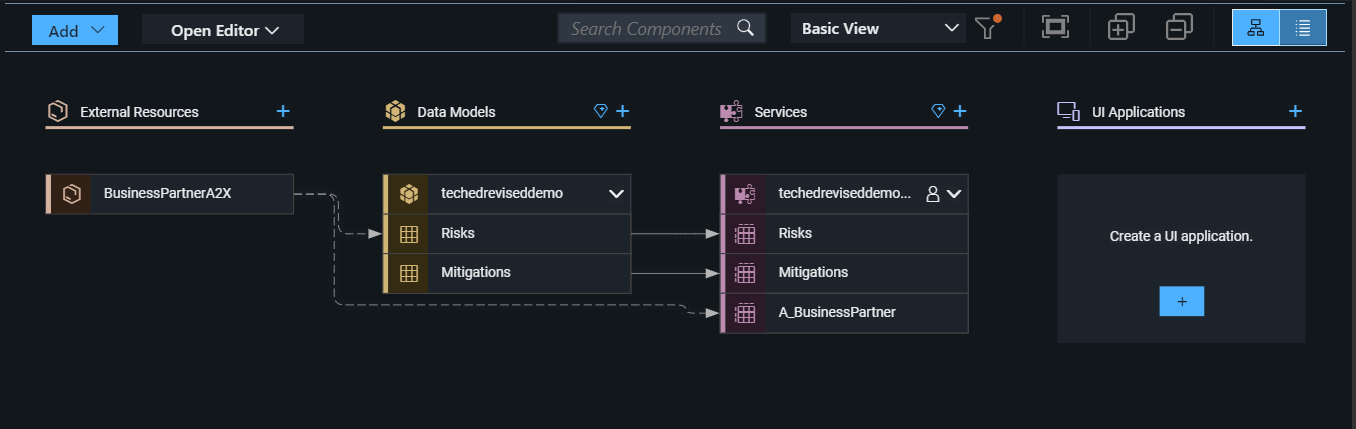 Add
Open Editor
Search Components
Basic View
External Resources
Data Models
Services
UI Applications
BusinessPartnerA2X
techedreviseddemo
Risks
Mitigations
techedreviseddemo...
Risks
Mitigations
A_BusinessPartner
Create a UI application.